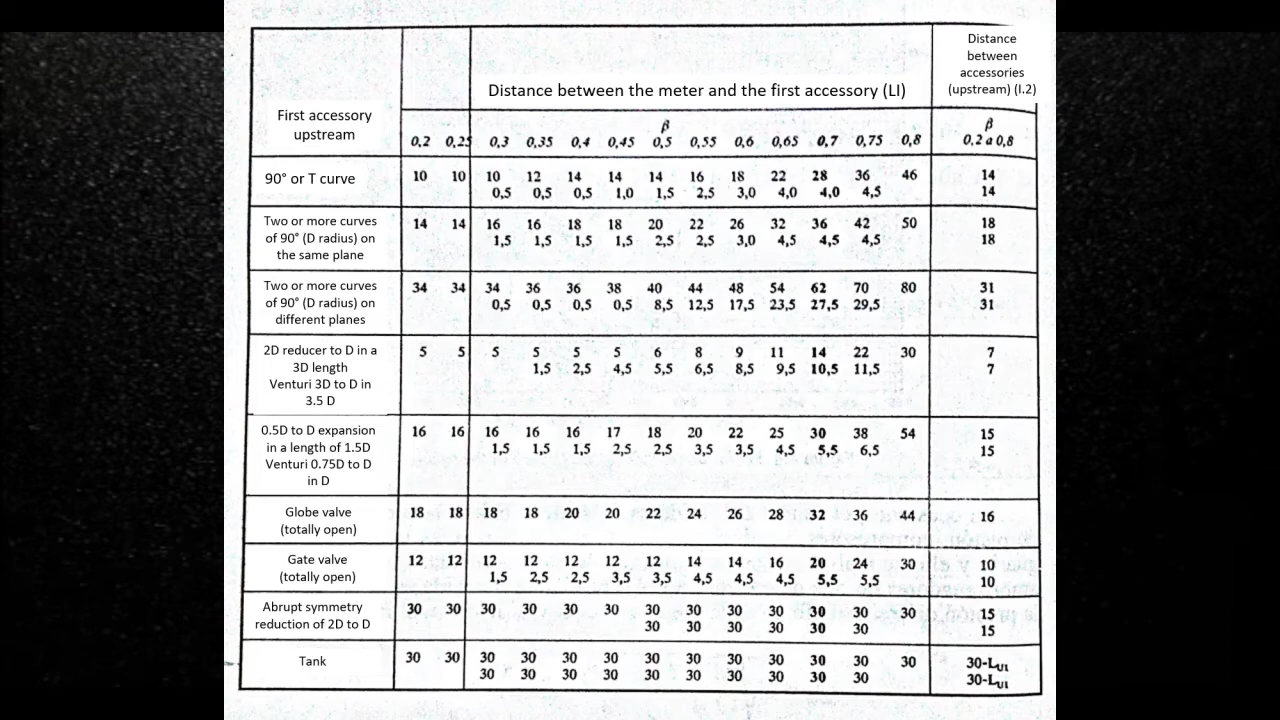 Distance
between
accessories
(upstream) (I.2)
Distance between the meter and the first accessory (LI)
First accessory
upstream
β β
0,2 0,25 0,3 0,35 0,4 0,45 0,5 0,55 0,6 0,65 0,7 0,75 0,8 0,2 a 0,8
90° or T curve 10 10 10 12 14 14 14 16 18 22 28 36 46 14
0,5 0,5 0,5 1,0 1,5 2,5 3,0 4,0 4,0 4,5 14
Two or more curves 14 14 16 16 18 18 20 22 26 32 36 42 50 18
of 90° (D radius) on 1,5 1,5 1,5 1,5 2,5 2,5 3,0 4,5 4,5 4,5 18
the same plane
Two or more curves 34 34 34 36 36 38 40 44 48 54 62 70 80 31
of 90° (D radius) on 0,5 0,5 0,5 0,5 8,5 12,5 17,5 23,5 27,5 29,5 31
different planes
2D reducer to D in a 5 5 5 5 5 5 6 8 9 11 14 22 30 7
3D length 1,5 2,5 4,5 5,5 6,5 8,5 9,5 10,5 11,5 7
Venturi 3D to D in
3.5 D
0.5D to D expansion 16 16 16 16 16 17 18 20 22 25 30 38 54 15
in a length of 1.5D 1,5 1,5 1,5 2,5 2,5 3,5 3,5 4,5 5,5 6,5 15
Venturi 0.75D to D
in D
Globe valve 18 18 18 18 20 20 22 24 26 28 32 36 44 16
(totally open)
Gate valve 12 12 12 12 12 12 12 14 14 16 20 24 30 10
(totally open) 1,5 2,5 2,5 3,5 3,5 4,5 4,5 4,5 5,5 5,5 10
Abrupt symmetry 30 30 30 30 30 30 30 30 30 30 30 30 30 15
reduction of 2D to D 30 30 30 30 30 30 15
Tank 30 30 30 30 30 30 30 30 30 30 30 30 30 30-LU1
30 30 30 30 30 30 30 30 30 30 30-LU1